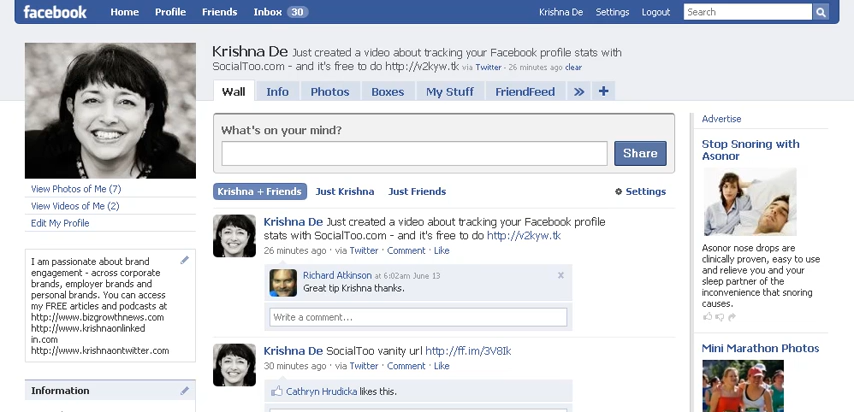 facebook Home Profile Friends Inbox 30 Krishna De Settings Logout Search
Krishna De Just created a video about tracking your Facebook profile stats with
SocialToo.com - and it's free to do http://v2kyw.tk via Twitter - 26 minutes ago clear
Wall Info Photos Boxes My Stuff FriendFeed » +
What's on your mind?
Share
View Photos of Me (7)
View Videos of Me (2)
Edit My Profile
I am passionate about brand
engagement - across corporate
brands, employer brands and
personal brands. You can access
my FREE articles and podcasts at
http://www.bizgrowthnews.com
http://www.krishnaonlinked
in.com
http://www.krishnaontwitter.com
Information
Krishna + Friends Just Krishna Just Friends Settings
Krishna De Just created a video about tracking your Facebook profile
stats with SocialToo.com - and it's free to do http://v2kyw.tk
26 minutes ago · via Twitter · Comment · Like
Richard Atkinson at 6:02am June 13
Great tip Krishna thanks.
Write a comment...
Krishna De SocialToo vanity url http://ff.im/3V8Ik
30 minutes ago · via Twitter · Comment · Like
Cathryn Hrudicka likes this.
Advertise
Stop Snoring with
Asonor
Asonor nose drops are
clinically proven, easy to use
and relieve you and your
sleep partner of the
inconvenience that snoring
causes.
Mini Marathon Photos